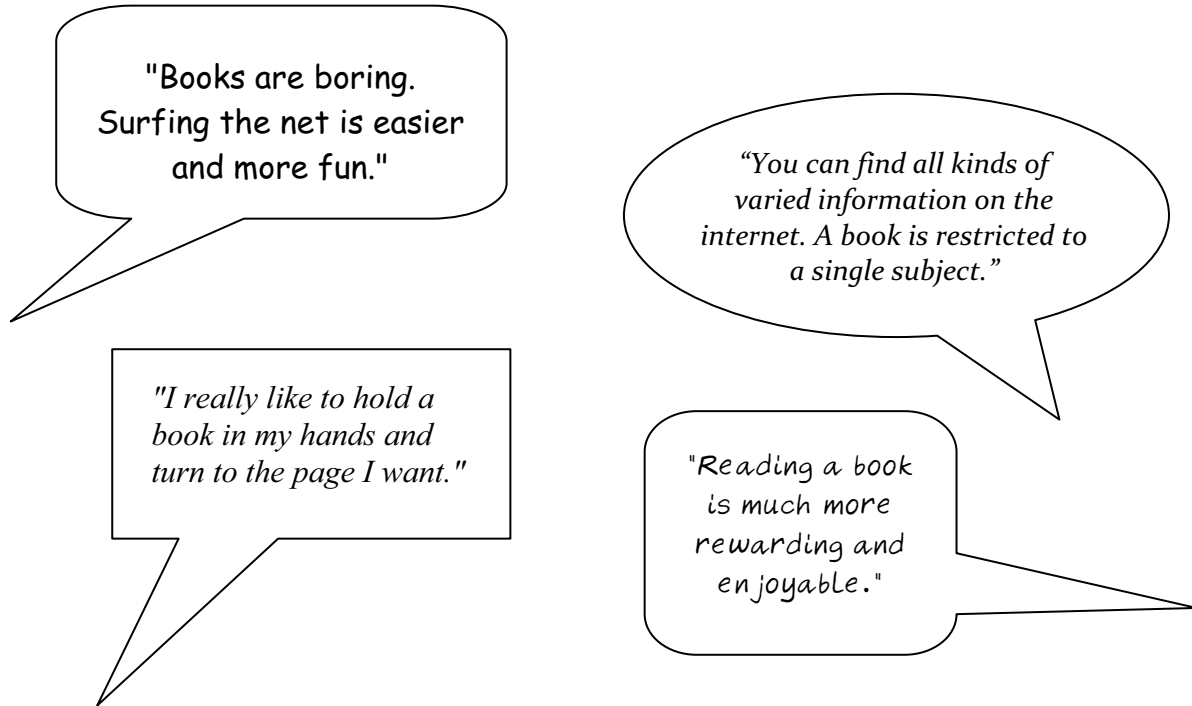 "Books are boring.
Surfing the net is easier
and more fun."
“You can find all kinds of
varied information on the
internet. A book is restricted to
a single subject.”
"I really like to hold a
book in my hands and
turn to the page I want."
"Reading a book
is much more
rewarding and
enjoyable."